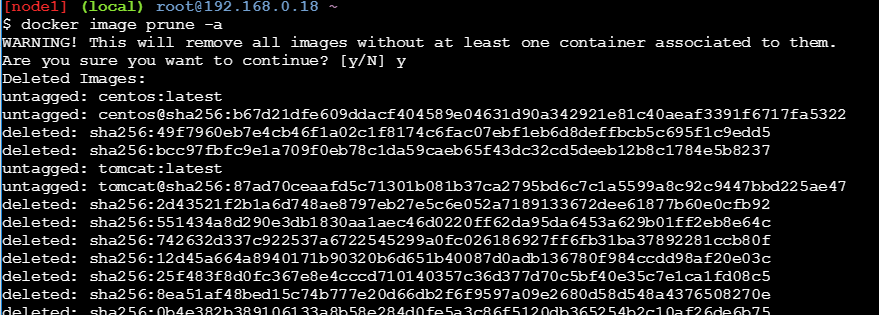 [node1] (local) root@192.168.0.18 ~
$ docker image prune -a
WARNING! This will remove all images without at least one container associated to them.
Are you sure you want to continue? [y/N] y
Deleted Images:
untagged: centos:latest
untagged: centos@sha256:b67d21dfe609ddacf404589e04631d90a342921e81c40aeaf3391f6717fa5322
deleted: sha256:49f7960eb7e4cb46f1a02c1f8174c6fac07ebf1eb6d8deffbcb5c695f1c9edd5
deleted: sha256:bcc97fbfc9e1a709f0eb78c1da59caeb65f43dc32cd5deeb12b8c1784e5b8237
untagged: tomcat:latest
untagged: tomcat@sha256:87ad70ceaafd5c71301b081b37ca2795bd6c7c1a5599a8c92c9447bbd225ae47
deleted: sha256:2d43521f2b1a6d748ae8797eb27e5c6e052a7189133672dee61877b60e0cfb92
deleted: sha256:551434a8d290e3db1830aa1aec46d0220ff62da95da6453a629b01ff2eb8e64c
deleted: sha256:742632d337c922537a6722545299a0fc026186927ff6fb31ba37892281ccb80f
deleted: sha256:12d45a664a8940171b90320b6d651b40087d0adb136780f984ccdd98af20e03c
deleted: sha256:25f483f8d0fc367e8e4cccd710140357c36d377d70c5bf40e35c7e1ca1fd08c5
deleted: sha256:8ea51af48bed15c74b777e20d66db2f6f9597a09e2680d58d548a4376508270e
deleted: sha256:0b4e382b389106133a8b58e284d0fe5a3c86f5120db365254b2c10af26de6b75